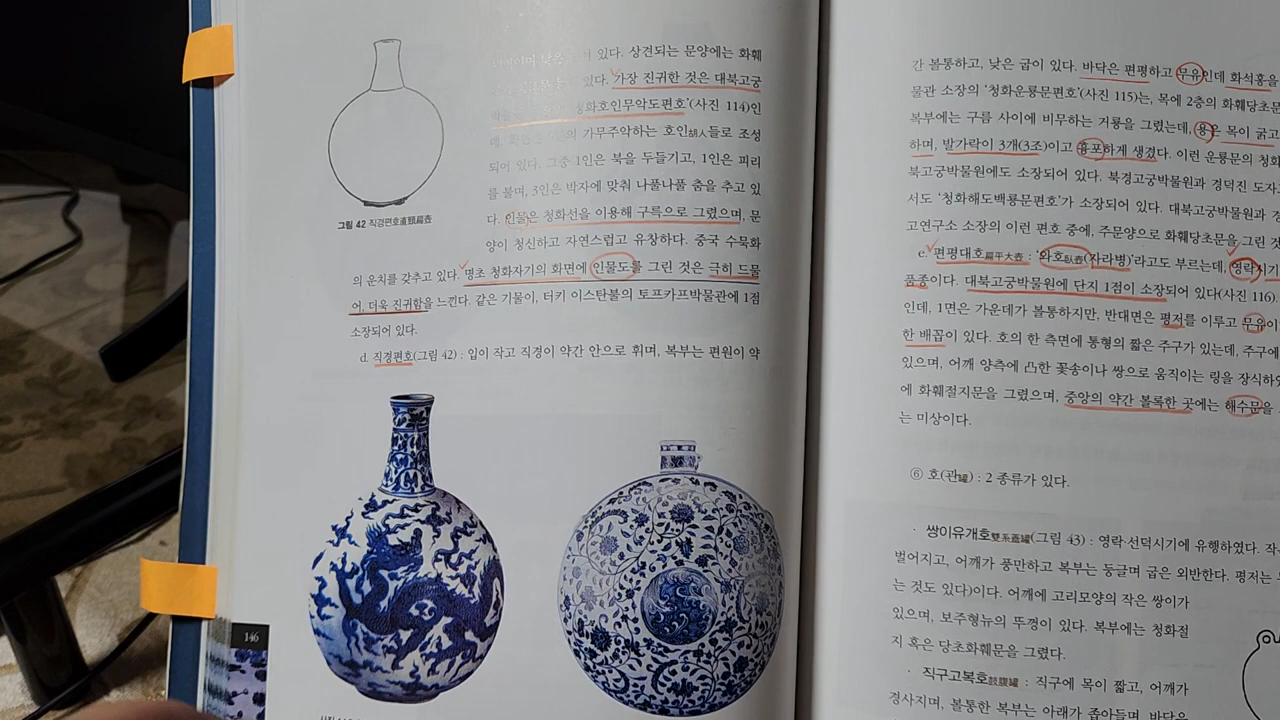 있다. 상견되는 문양에는 화훼
있다. 가장 진귀한 것은 대북고궁
청화호인무악도편호'(사진 114)인
가무주악하는 호인胡人들로 조성
되어 있다. 그중 1인은 북을 두들기고, 1인은 피리
를 불며, 3인은 박자에 맞춰 나풀나풀 춤을 추고 있
다. 인물은 청화선을 이용해 구륵으로 그렸으며, 문
양이 청신하고 자연스럽고 유창하다. 중국 수묵화
의 운치를 갖추고 있다. 명초 청화자기의 화면에 인물도를 그린 것은 극히 드물
어, 더욱 진귀함을 느낀다. 같은 기물이, 터키 이스탄불의 토프카프박물관에 1점
소장되어 있다.
d. 직경편호(그림 42) : 입이 작고 직경이 약간 안으로 휘며, 복부는 편원이 약
그림 42 직경편호直頸扁壺
146
간 볼통하고, 낮은 굽이 있다. 바닥은 편평하고 무유인데 화석홍을
물관 소장의 '청화운룡문편호'(사진 115)는, 목에 2층의 화훼당초문
복부에는 구름 사이에 비무하는 거룡을 그렸는데, 용은 목이 굵고
하며, 발가락이 3개(3조)이고 흉포하게 생겼다. 이런 운룡문의 청화
북고궁박물원에도 소장되어 있다. 북경고궁박물원과 경덕진 도자
서도 '청화해도백룡문편호'가 소장되어 있다. 대북고궁박물원과
고연구소 소장의 이런 편호 중에, 주문양으로 화훼당초문을 그린 것
e. 편평대호扁平大壺 : '와호臥壺(자라병)'라고도 부르는데, 영락시기
품종이다. 대북고궁박물원에 단지 1점이 소장되어 있다(사진 116).
인데, 1면은 가운데가 볼통하지만, 반대면은 평저를 이루고 무유이
한 배꼽이 있다. 호의 한 측면에 통형의 짧은 주구가 있는데, 주구에
있으며, 어깨 양측에 凸한 꽃송이나 쌍으로 움직이는 링을 장식하였
에 화훼절지문을 그렸으며, 중앙의 약간 볼록한 곳에는 해수문을
는 미상이다.
⑥ 호(관罐) : 2 종류가 있다.
· 쌍이유개호雙系蓋罐(그림 43) : 영락·선덕시기에 유행하였다.
벌어지고, 어깨가 풍만하고 복부는 둥글며 굽은 외반한다. 평저는
는 것도 있다)이다. 어깨에 고리모양의 작은 쌍이가
있으며, 보주형뉴의 뚜껑이 있다. 복부에는 청화절
지 혹은 당초화훼문을 그렸다.
· 직구고복호鼓腹罐 : 직구에 목이 짧고, 어깨가
경사지며, 볼통한 복부는 아래가 좁아들며, 바닥은